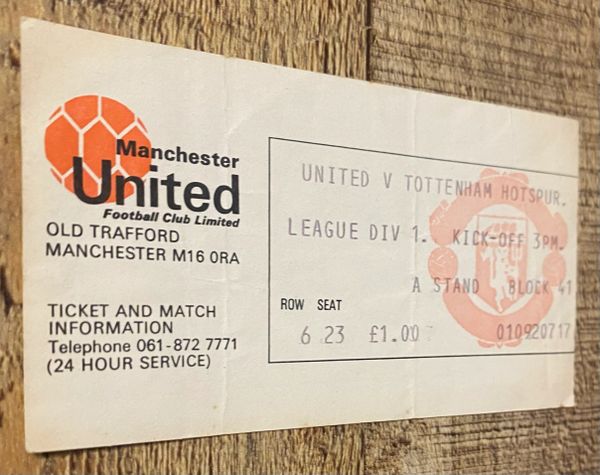 Manchester
United
Football Club Limited
OLD TRAFFORD
MANCHESTER M16 0RA
TICKET AND MATCH
INFORMATION
Telephone 061-872 7771
(24 HOUR SERVICE)
UNITED V TOTTENHAM HOTSPUR.
LEAGUE DIV 1. KICK-OFF 3PM.
A STAND BLOCK 41
ROW SEAT
6 23 £1.00 010920717